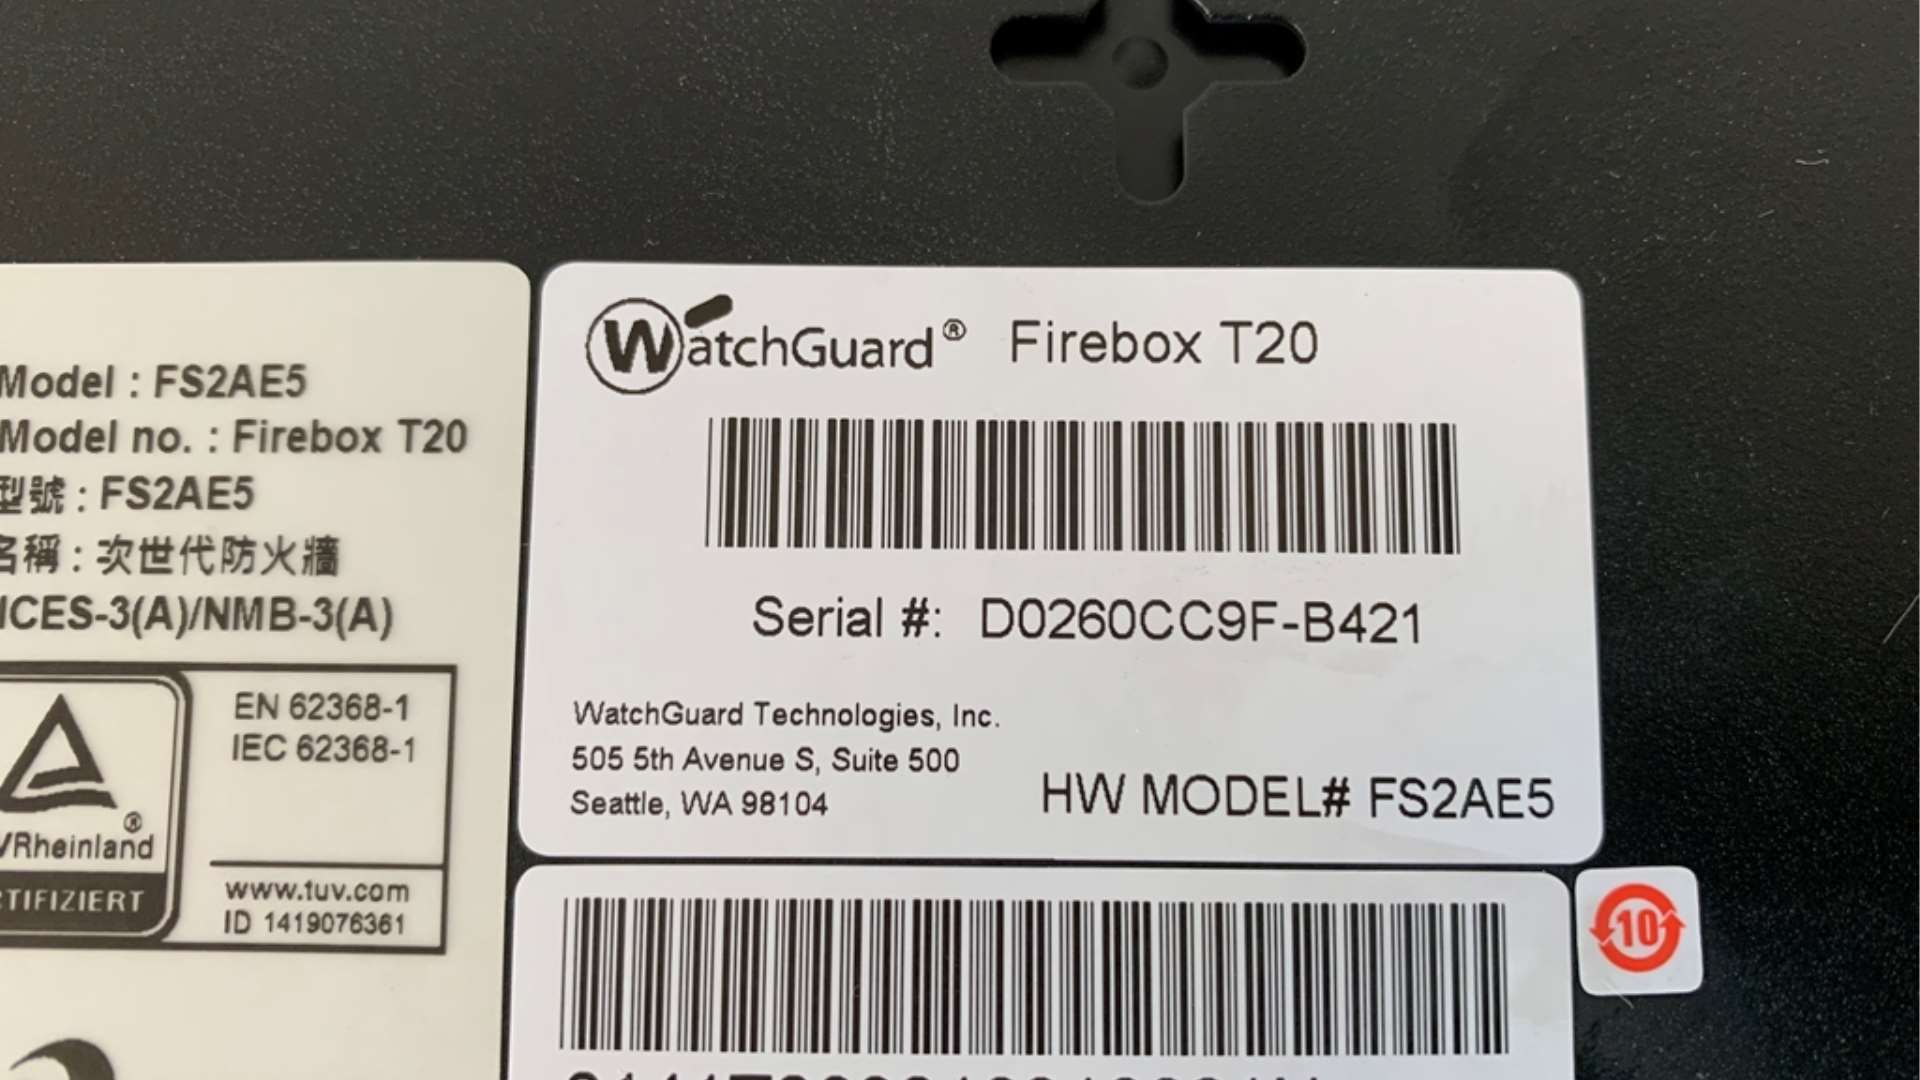 Model : FS2AE5
Model no. : Firebox T20
型號 : FS2AE5
名稱 : 次世代防火牆
ICES-3(A)/NMB-3(A)
EN 62368-1
IEC 62368-1
®
VRheinland
TIFIZIERT
www.tuv.com
ID 1419076361
WatchGuard® Firebox T20
Serial #: D0260CC9F-B421
WatchGuard Technologies, Inc.
505 5th Avenue S, Suite 500
Seattle, WA 98104
HW MODEL# FS2AE5
10